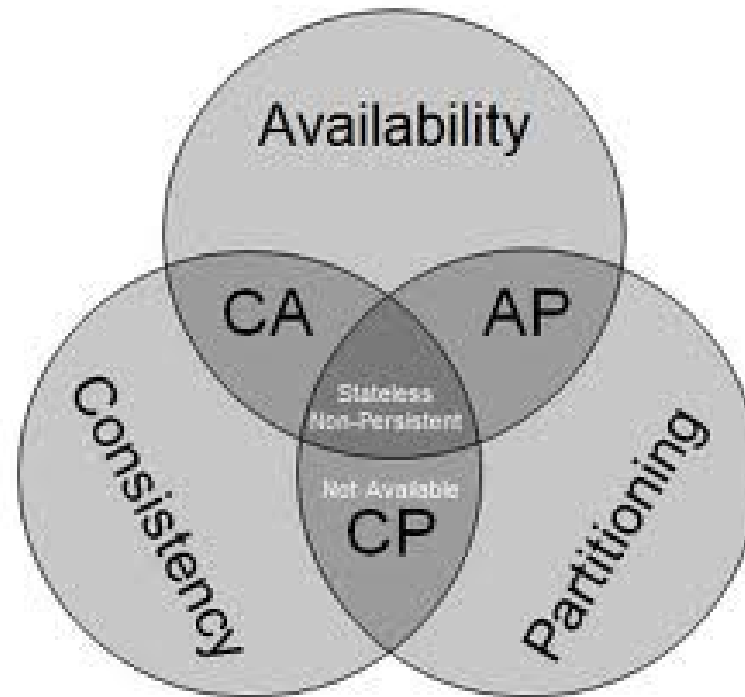 Availability
CA
AP
Stateless
Non-Persistent
Consistency
Partitioning
Not Available
CP